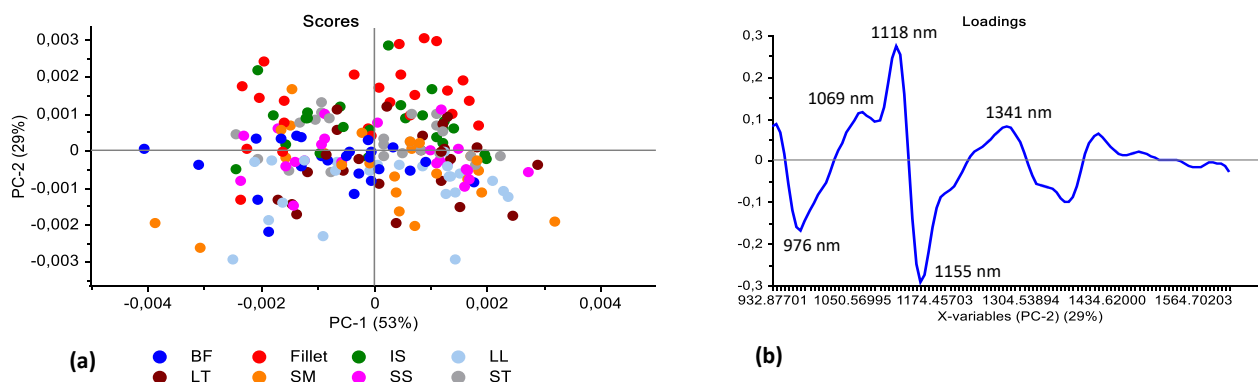 Scores
0,003
0,002
0,001
0
-0,001
-0,002
-0,003
PC-2 (29%)
-0,004
-0,002
0
0,002
0,004
PC-1 (53%)
(a)
BF
Fillet
IS
LL
LT
SM
SS
ST
Loadings
0,3
0,2
0,1
0
-0,1
-0,2
-0,3
1118 nm
1069 nm
1341 nm
976 nm
1155 nm
932.87701
1050.56995
1174.45703
1304.53894
1434.62000
1564.70203
X-variables (PC-2) (29%)
(b)